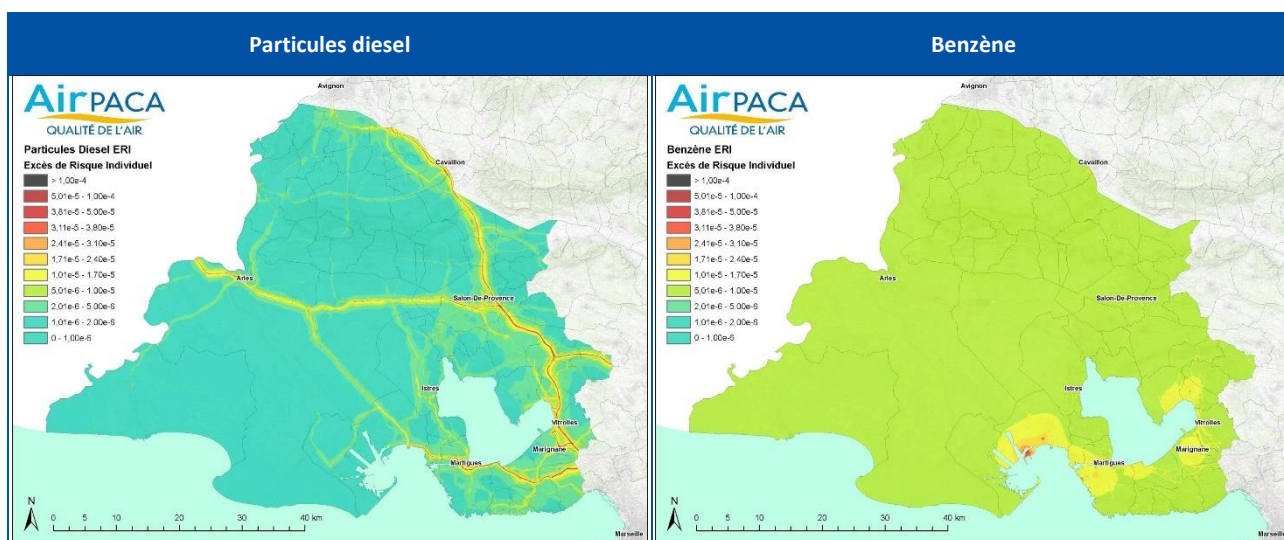 Particules diesel
Benzène
AirPACA
QUALITÉ DE L'AIR
Particules Diesel ERI
Excès de Risque Individuel
> 1,00e-4
5,01e-5 - 1,00e-4
3,81e-5 - 5,00e-5
3,11e-5 - 3,80e-5
2,41e-5 - 3,10e-5
1,71e-5 - 2,40e-5
1,01e-5 - 1,70e-5
5,01e-6 - 1,00e-5
2,01e-6 - 5,00e-6
1,01e-6 - 2,00e-6
0 - 1,00e-6
Avignon
Cavaillon
Arles
Salon-De-Provence
Istres
Vitrolles
Marignane
Martigues
Marseille
N
0 5 10 20 30 40 km
AirPACA
QUALITÉ DE L'AIR
Benzène ERI
Excès de Risque Individuel
> 1,00e-4
5,01e-5 - 1,00e-4
3,81e-5 - 5,00e-5
3,11e-5 - 3,80e-5
2,41e-5 - 3,10e-5
1,71e-5 - 2,40e-5
1,01e-5 - 1,70e-5
5,01e-6 - 1,00e-5
2,01e-6 - 5,00e-6
1,01e-6 - 2,00e-6
0 - 1,00e-6
Avignon
Cavaillon
Arles
Salon-De-Provence
Istres
Vitrolles
Marignane
Martigues
Marseille
N
0 5 10 20 30 40 km